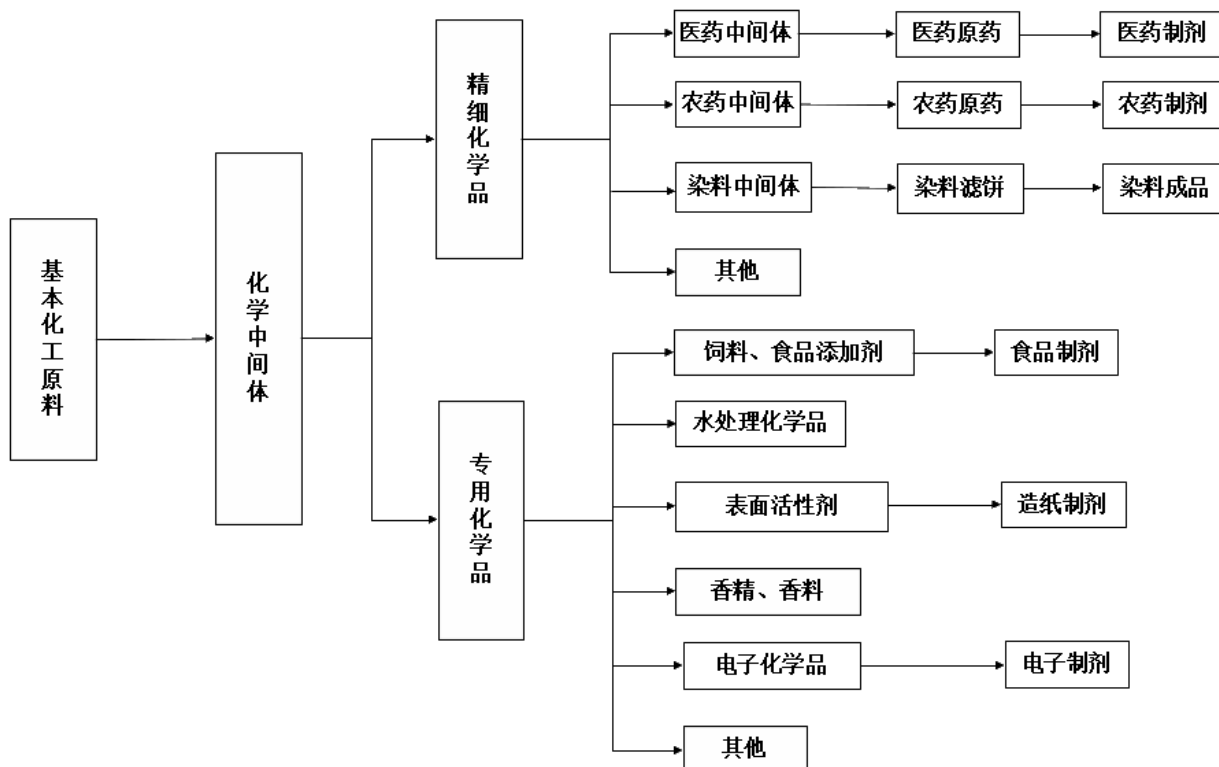 基本化工原料
化学中间体
精细化学品
医药中间体
医药原药
医药制剂
农药中间体
农药原药
农药制剂
染料中间体
染料滤饼
染料成品
其他
专用化学品
饲料、食品添加剂
食品制剂
水处理化学品
表面活性剂
造纸制剂
香精、香料
电子化学品
电子制剂
其他